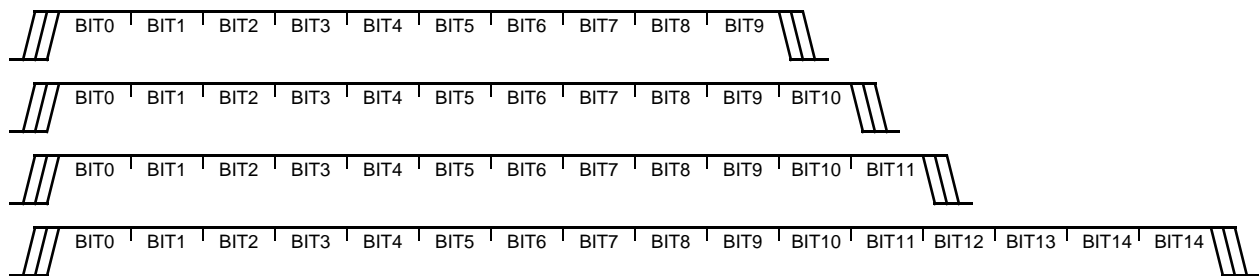 BIT0 BIT1 BIT2 BIT3 BIT4 BIT5 BIT6 BIT7 BIT8 BIT9
BIT0 BIT1 BIT2 BIT3 BIT4 BIT5 BIT6 BIT7 BIT8 BIT9 BIT10
BIT0 BIT1 BIT2 BIT3 BIT4 BIT5 BIT6 BIT7 BIT8 BIT9 BIT10 BIT11
BIT0 BIT1 BIT2 BIT3 BIT4 BIT5 BIT6 BIT7 BIT8 BIT9 BIT10 BIT11 BIT12 BIT13 BIT14 BIT14